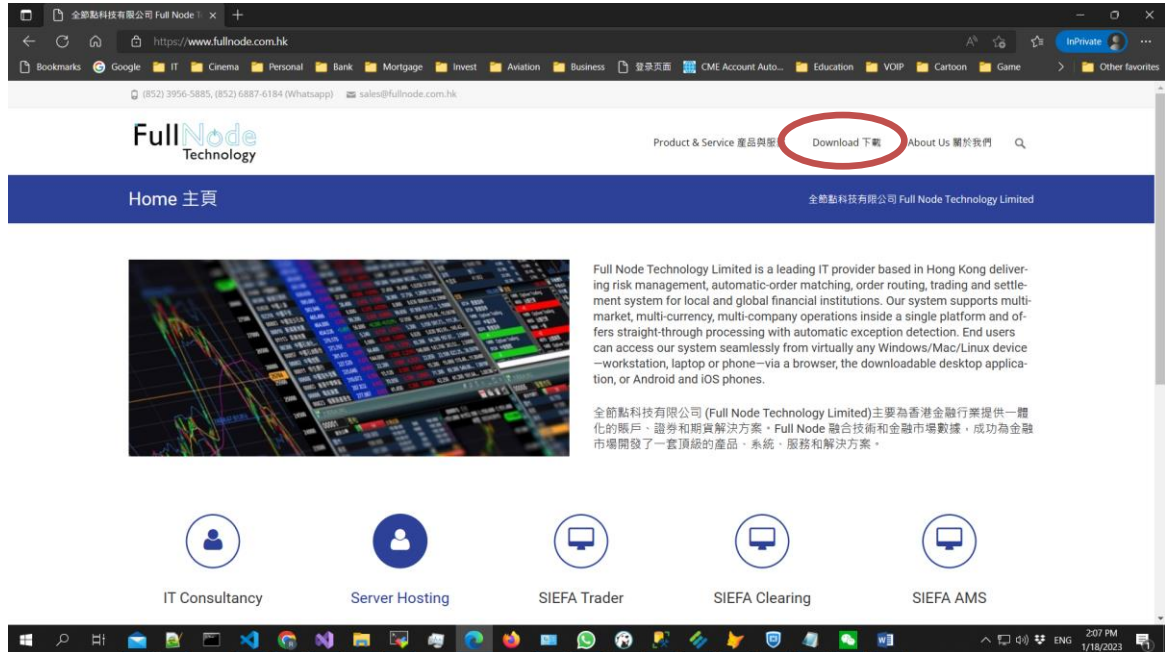 全節點科技有限公司 Full Node T
https://www.fullnode.com.hk
InPrivate
Bookmarks Google IT Cinema Personal Bank Mortgage Invest Aviation Business 登录页面 CME Account Auto... Education VOIP Cartoon Game Other favorites
(852) 3956-5885, (852) 6887-6184 (Whatsapp) sales@fullnode.com.hk
FullNode
Technology
Product & Service 產品與服 Download 下載 About Us 關於我們
Home 主頁
全節點科技有限公司 Full Node Technology Limited
Full Node Technology Limited is a leading IT provider based in Hong Kong deliver-
ing risk management, automatic-order matching, order routing, trading and settle-
ment system for local and global financial institutions. Our system supports multi-
market, multi-currency, multi-company operations inside a single platform and of-
fers straight-through processing with automatic exception detection. End users
can access our system seamlessly from virtually any Windows/Mac/Linux device
—workstation, laptop or phone—via a browser, the downloadable desktop applica-
tion, or Android and iOS phones.
全節點科技有限公司 (Full Node Technology Limited)主要為香港金融行業提供一體
化的賬戶、證券和期貨解決方案。Full Node 融合技術和金融市場數據，成功為金融
市場開發了一套頂級的產品、系統、服務和解決方案。
IT Consultancy
Server Hosting
SIEFA Trader
SIEFA Clearing
SIEFA AMS
ENG
2:07 PM
1/18/2023